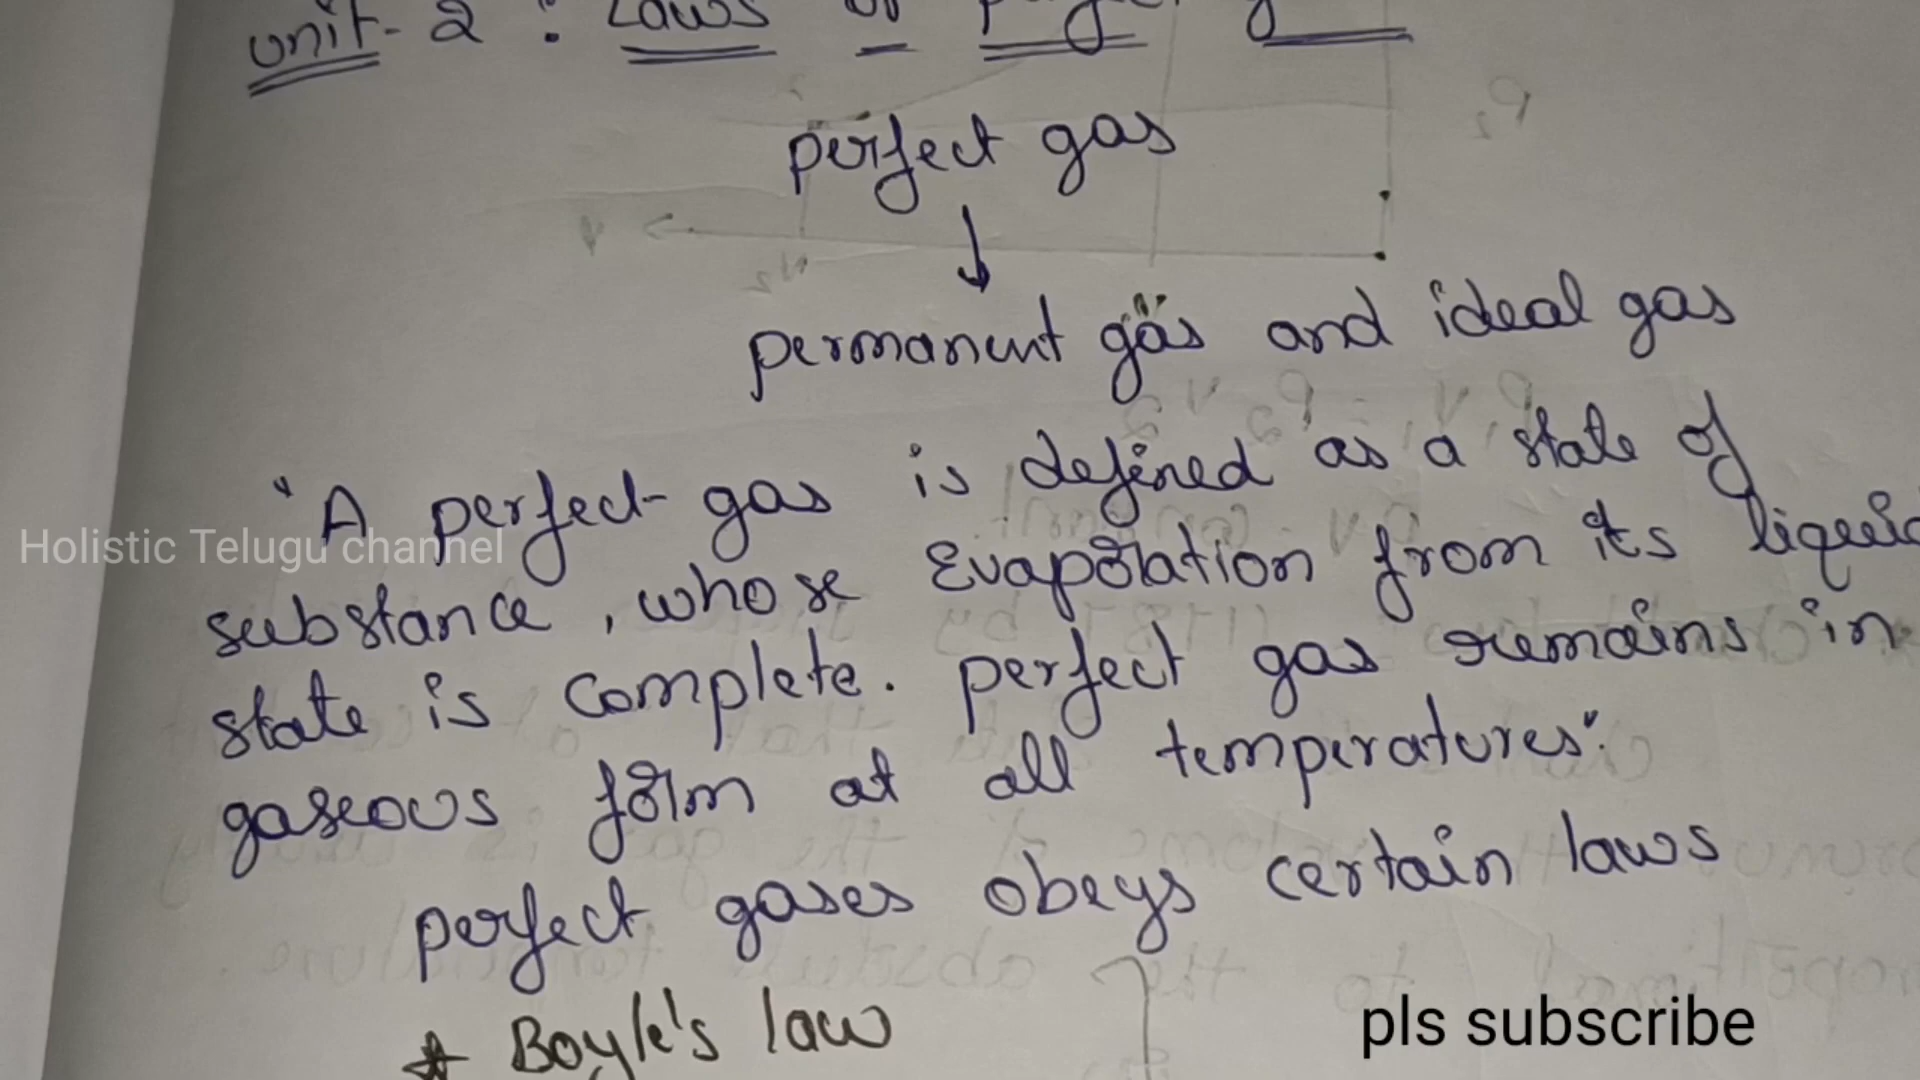 unit- 2 : Laws of
perfect gas
permanent gas and ideal gas
"A perfect gas is defined as a state of
substance, whose Evaporation from its liquid
state is complete. perfect gas remains in
gaseous form at all temperatures".
perfect gases obeys certain laws
* Boyle's law
Holistic Telugu channel
pls subscribe